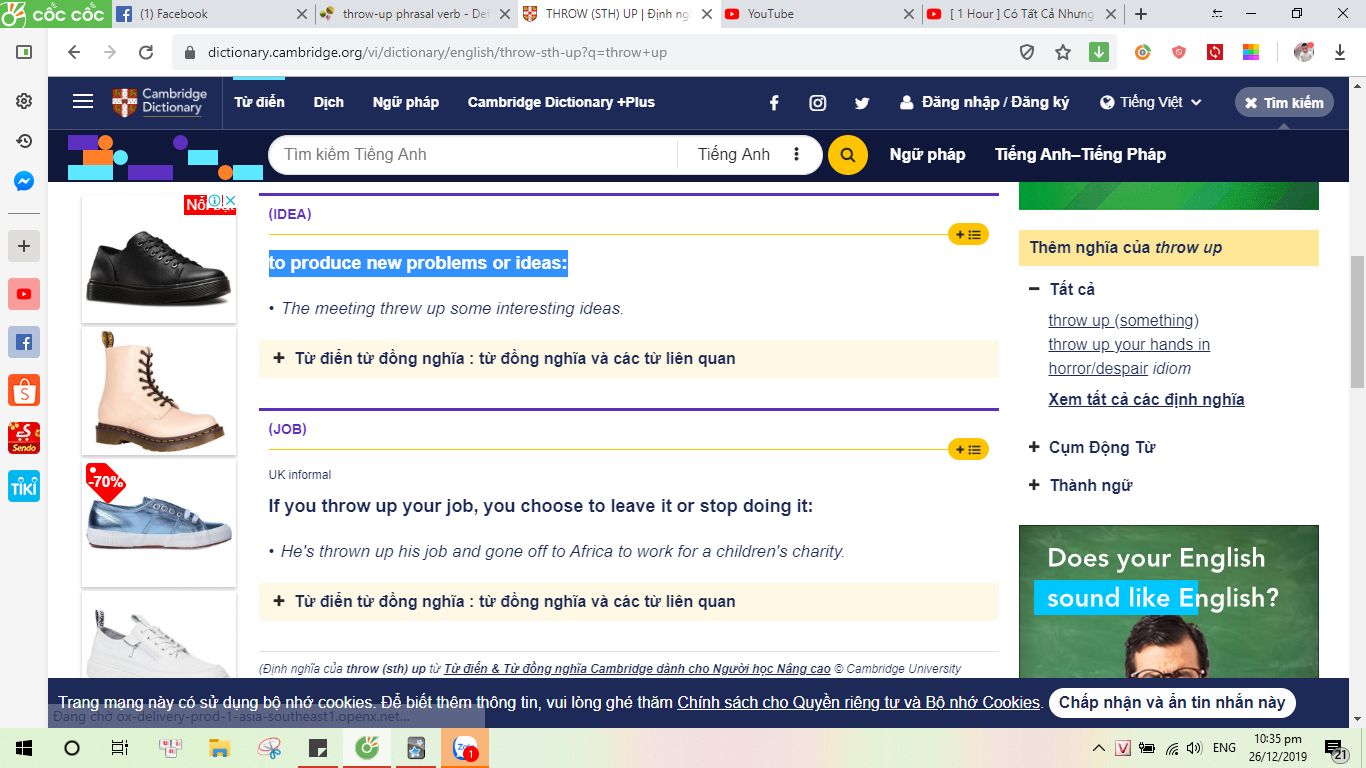 CỐC CỐC
(1) Facebook
throw-up phrasal verb - Det
THROW (STH) UP | Định ngh
YouTube
[ 1 Hour ] Có Tất Cả Nhưng
dictionary.cambridge.org/vi/dictionary/english/throw-sth-up?q=throw+up
Cambridge
Dictionary
Từ điển
Dịch
Ngữ pháp
Cambridge Dictionary +Plus
Đăng nhập / Đăng ký
Tiếng Việt
Tìm kiếm
Tìm kiếm Tiếng Anh
Tiếng Anh
Ngữ pháp
Tiếng Anh–Tiếng Pháp
(IDEA)
to produce new problems or ideas:
• The meeting threw up some interesting ideas.
+ Từ điển từ đồng nghĩa : từ đồng nghĩa và các từ liên quan
(JOB)
UK informal
If you throw up your job, you choose to leave it or stop doing it:
• He's thrown up his job and gone off to Africa to work for a children's charity.
+ Từ điển từ đồng nghĩa : từ đồng nghĩa và các từ liên quan
(Định nghĩa của throw (sth) up từ Từ điển & Từ đồng nghĩa Cambridge dành cho Người học Nâng cao © Cambridge University
-70%
Sendo
TIKI
Thêm nghĩa của throw up
Tất cả
throw up (something)
throw up your hands in
horror/despair idiom
Xem tất cả các định nghĩa
+ Cụm Động Từ
+ Thành ngữ
Does your English
sound like English?
Trang mạng này có sử dụng bộ nhớ cookies. Để biết thêm thông tin, vui lòng ghé thăm Chính sách cho Quyền riêng tư và Bộ nhớ Cookies.
Chấp nhận và ẩn tin nhắn này
Đang chờ ox-delivery-prod-1-asia-southeast1.openx.net...
1
V
ENG
10:35 pm
26/12/2019
21